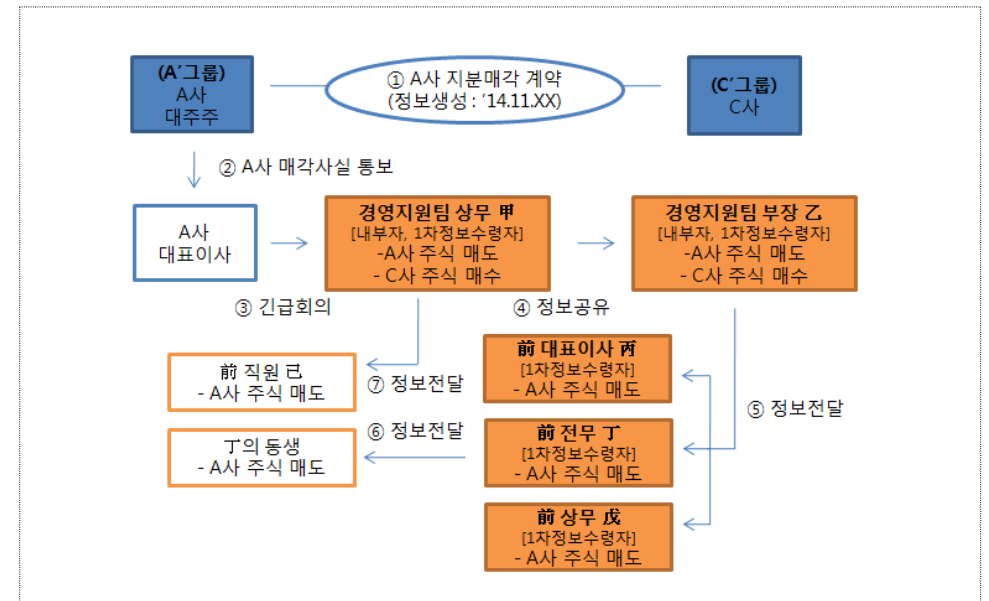 (A′그룹)
A사
대주주
① A사 지분매각 계약
(정보생성 : ‘14.11.XX)
(C′그룹)
C사
② A사 매각사실 통보
A사
대표이사
경영지원팀 상무 甲
[내부자, 1차정보수령자]
-A사 주식 매도
- C사 주식 매수
경영지원팀 부장 乙
[내부자, 1차정보수령자]
-A사 주식 매도
- C사 주식 매수
③ 긴급회의
④ 정보공유
前 대표이사 丙
[1차정보수령자]
- A사 주식 매도
前 직원 己
- A사 주식 매도
⑦ 정보전달
⑤ 정보전달
⑥ 정보전달
丁의 동생
- A사 주식 매도
前 전무 丁
[1차정보수령자]
- A사 주식 매도
前 상무 戊
[1차정보수령자]
- A사 주식 매도